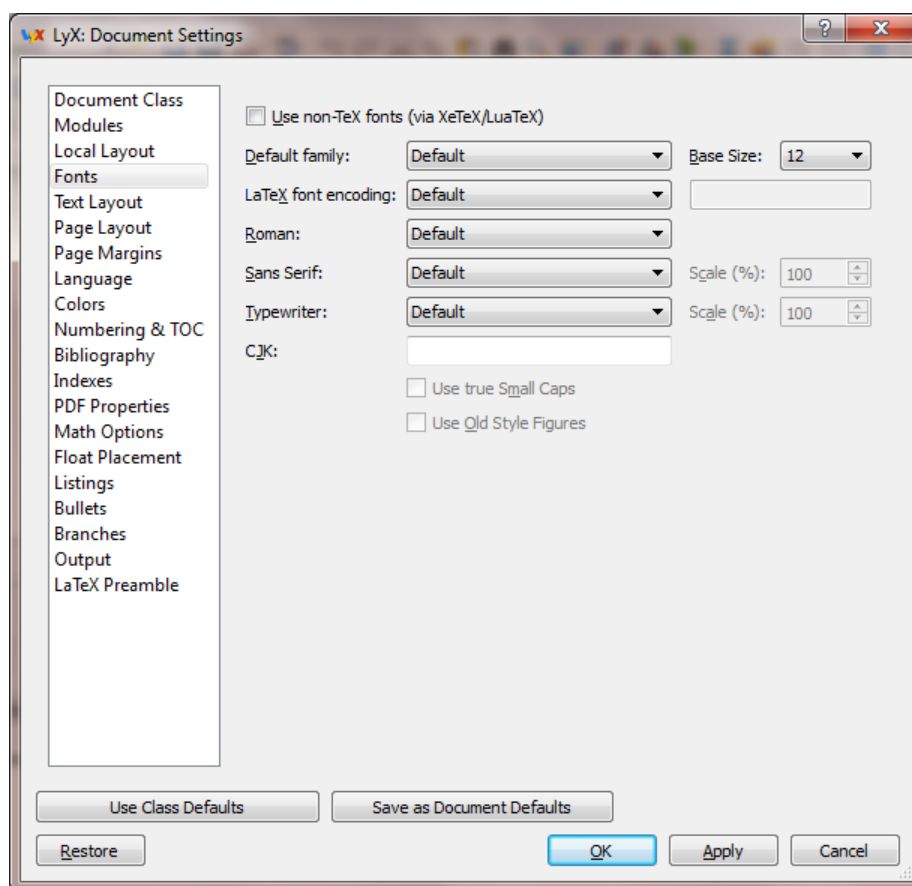 LyX: Document Settings
Document Class
Modules
Local Layout
Fonts
Text Layout
Page Layout
Page Margins
Language
Colors
Numbering & TOC
Bibliography
Indexes
PDF Properties
Math Options
Float Placement
Listings
Bullets
Branches
Output
LaTeX Preamble
Use non-TeX fonts (via XeTeX/LuaTeX)
Default family: Default Base Size: 12
LaTeX font encoding: Default
Roman: Default
Sans Serif: Default Scale (%): 100
Typewriter: Default Scale (%): 100
CJK:
Use true Small Caps
Use Old Style Figures
Use Class Defaults Save as Document Defaults
Restore OK Apply Cancel